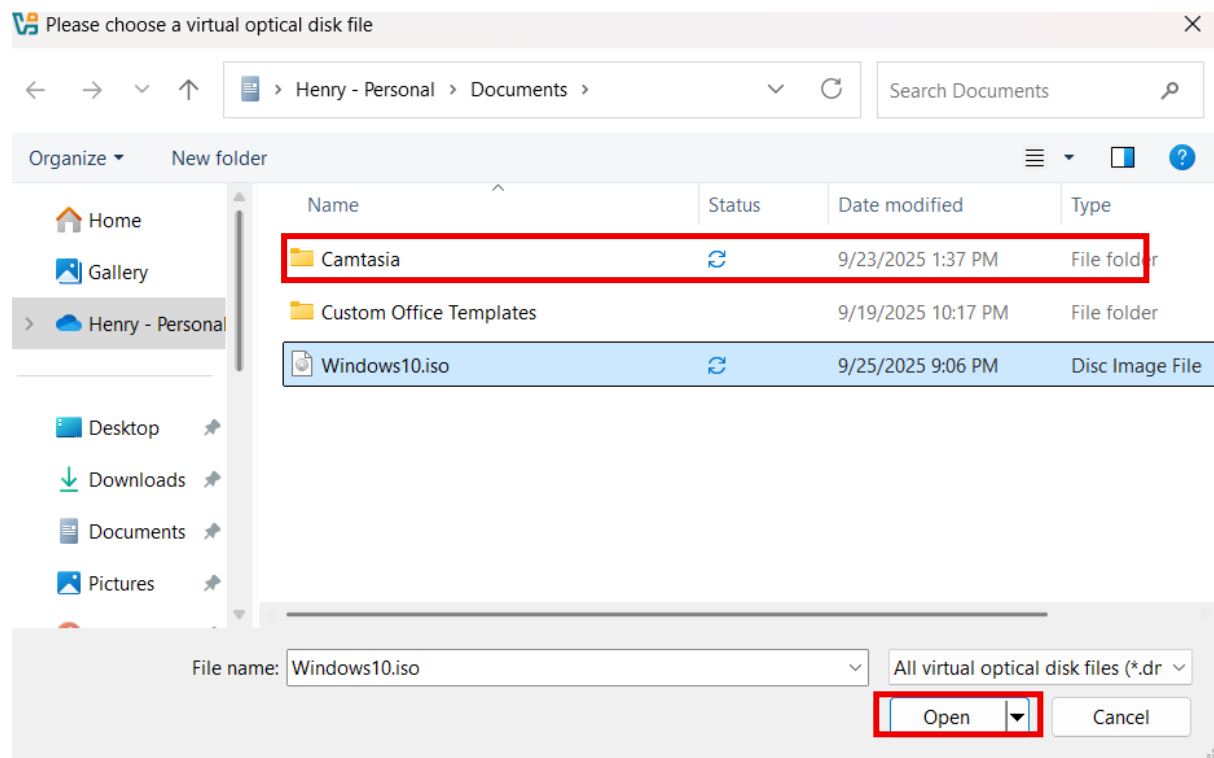 Please choose a virtual optical disk file
Henry - Personal > Documents >
Search Documents
Organize
New folder
Name Status Date modified Type
Home
Camtasia 9/23/2025 1:37 PM File folder
Gallery
Custom Office Templates 9/19/2025 10:17 PM File folder
Henry - Personal
Windows10.iso 9/25/2025 9:06 PM Disc Image File
Desktop
Downloads
Documents
Pictures
File name: Windows10.iso All virtual optical disk files (*.dr
Open Cancel